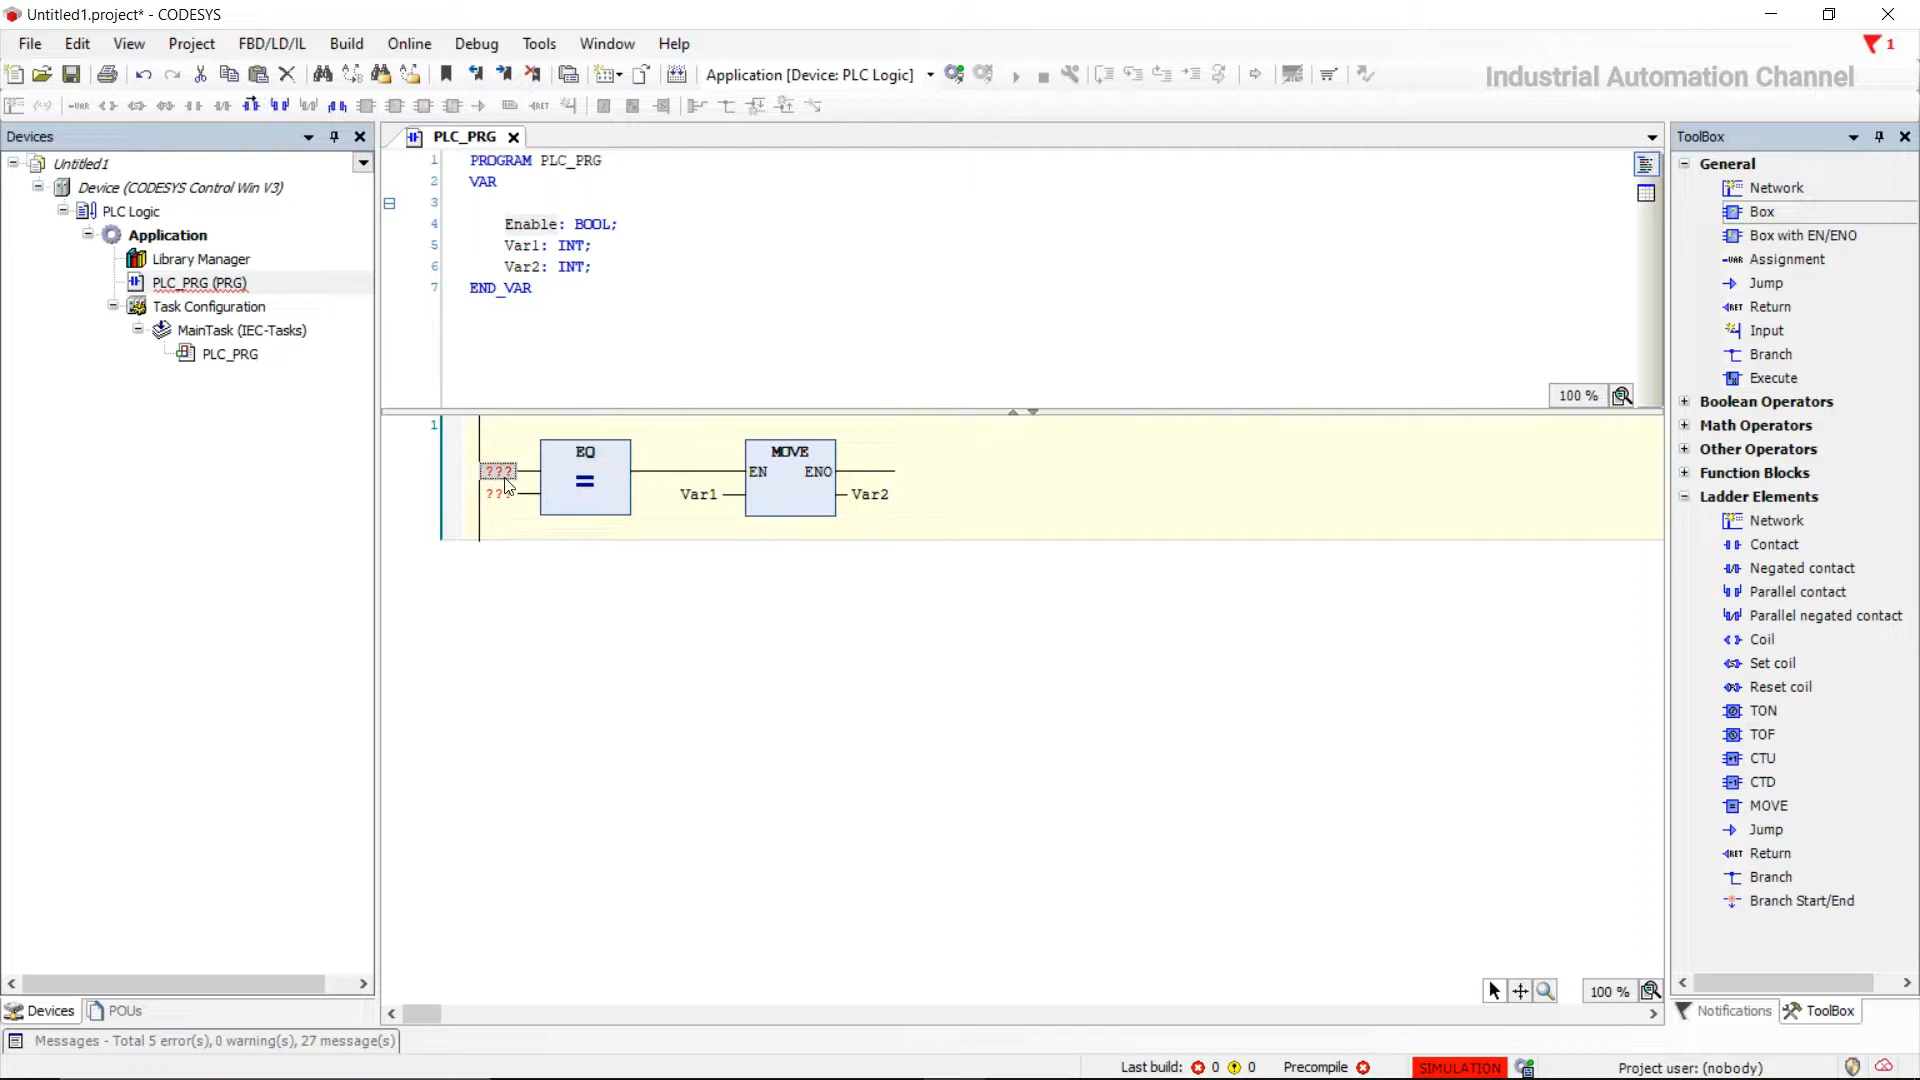 Untitled1.project* - CODESYS
File Edit View Project FBD/LD/IL Build Online Debug Tools Window Help
1
Application [Device: PLC Logic]
Industrial Automation Channel
Devices
Untitled1
Device (CODESYS Control Win V3)
PLC Logic
Application
Library Manager
PLC_PRG (PRG)
Task Configuration
MainTask (IEC-Tasks)
PLC_PRG
PLC_PRG
1 PROGRAM PLC_PRG
2 VAR
3
4 Enable: BOOL;
5 Var1: INT;
6 Var2: INT;
7 END_VAR
100 %
1
EQ MOVE
??? = EN ENO
??? Var1 Var2
100 %
ToolBox
General
Network
Box
Box with EN/ENO
Assignment
Jump
Return
Input
Branch
Execute
Boolean Operators
Math Operators
Other Operators
Function Blocks
Ladder Elements
Network
Contact
Negated contact
Parallel contact
Parallel negated contact
Coil
Set coil
Reset coil
TON
TOF
CTU
CTD
MOVE
Jump
Return
Branch
Branch Start/End
Devices POUs
Notifications ToolBox
Messages - Total 5 error(s), 0 warning(s), 27 message(s)
Last build: 0 0 Precompile SIMULATION Project user: (nobody)